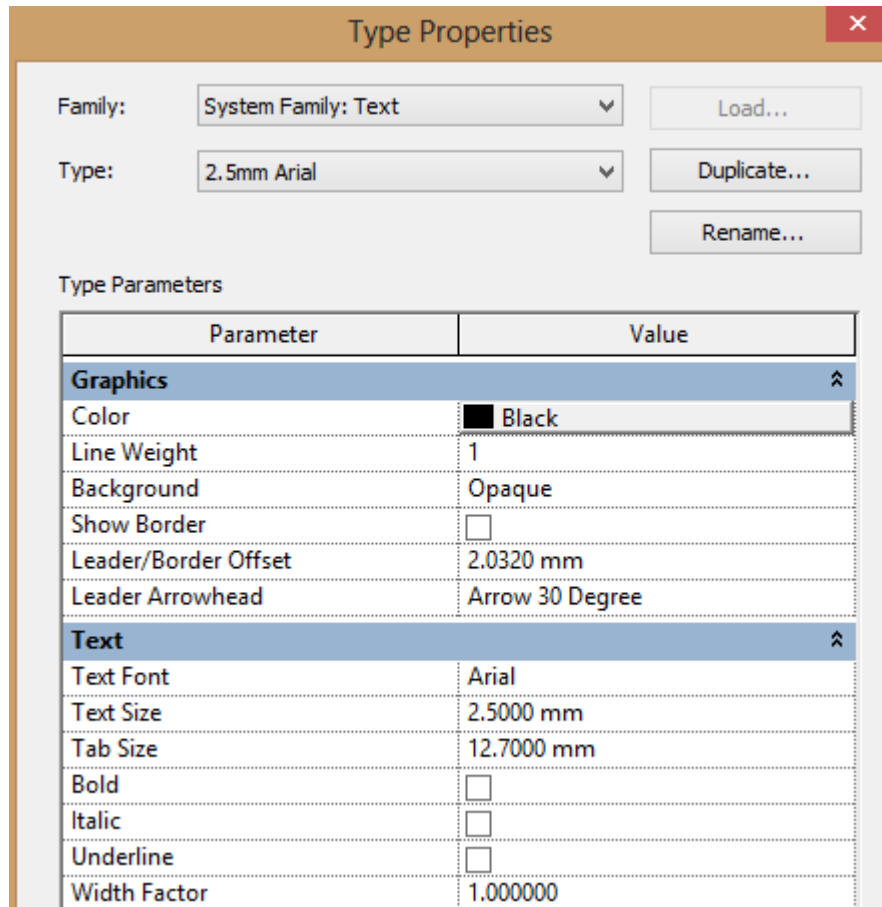 Type Properties
Family: System Family: Text Load...
Type: 2.5mm Arial Duplicate...
Rename...
Type Parameters
Parameter Value
Graphics
Color Black
Line Weight 1
Background Opaque
Show Border
Leader/Border Offset 2.0320 mm
Leader Arrowhead Arrow 30 Degree
Text
Text Font Arial
Text Size 2.5000 mm
Tab Size 12.7000 mm
Bold
Italic
Underline
Width Factor 1.000000